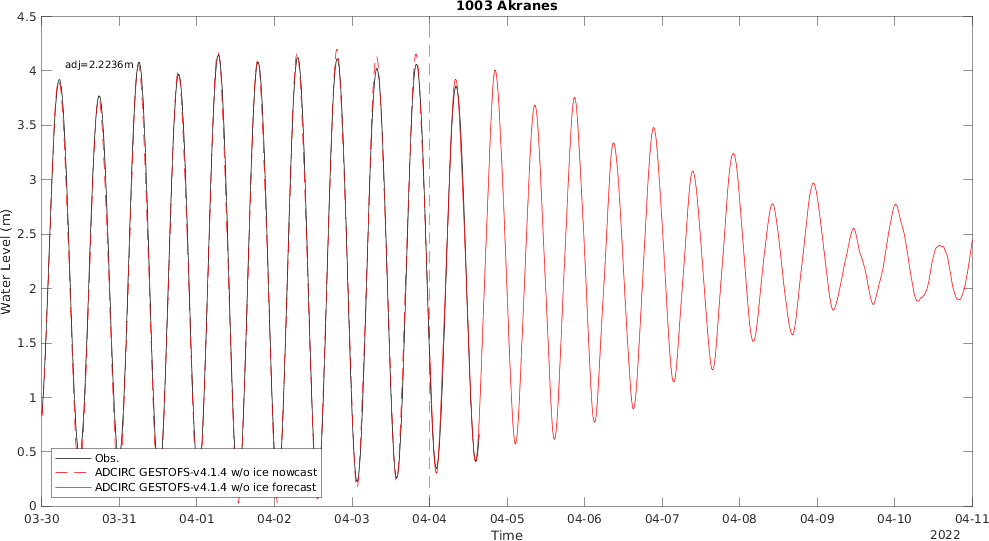 1003 Akranes
4.5
4
3.5
3
2.5
2
1.5
1
0.5
0
Water Level (m)
adj=2.2236m
Obs.
ADCIRC GESTOFS-v4.1.4 w/o ice nowcast
ADCIRC GESTOFS-v4.1.4 w/o ice forecast
03-30 03-31 04-01 04-02 04-03 04-04 04-05 04-06 04-07 04-08 04-09 04-10 04-11
Time
2022